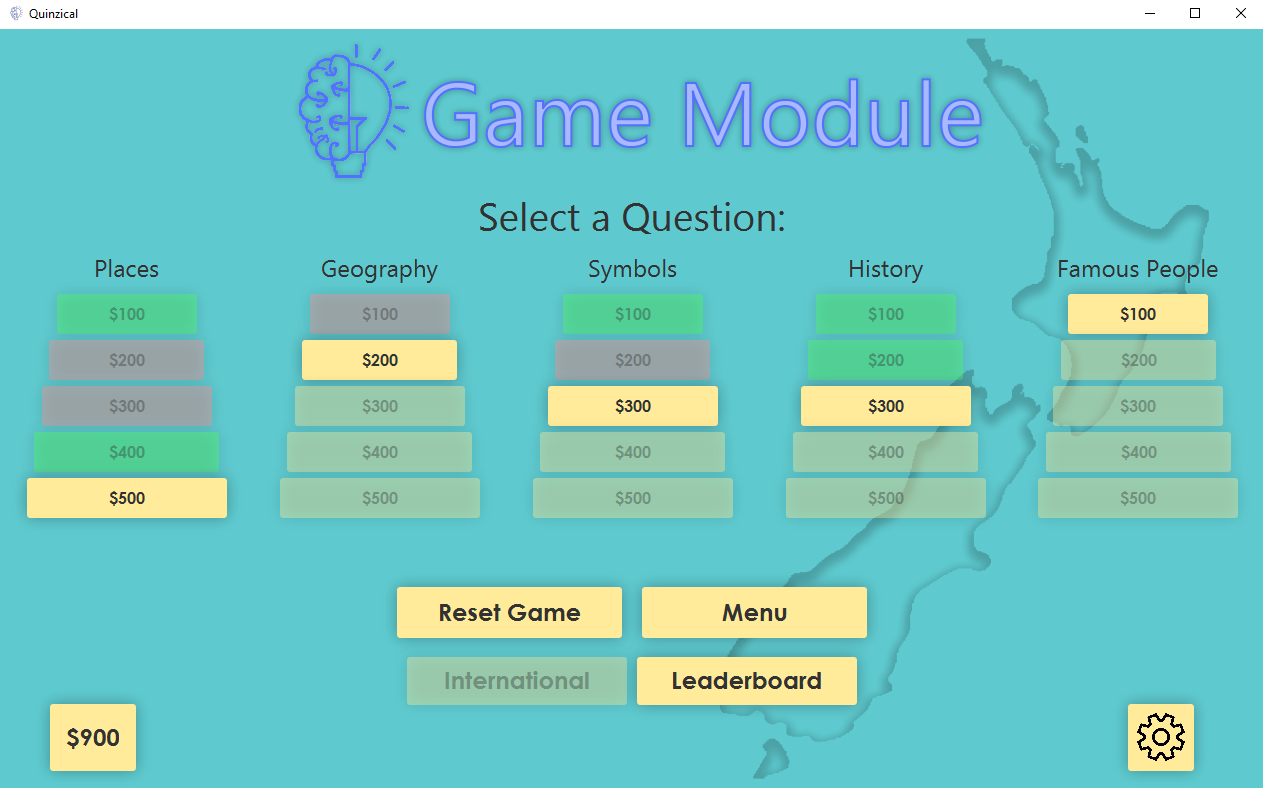 Quinzical
Game Module
Select a Question:
Places Geography Symbols History Famous People
$100 $100 $100 $100 $100
$200 $200 $200 $200 $200
$300 $300 $300 $300 $300
$400 $400 $400 $400 $400
$500 $500 $500 $500 $500
Reset Game Menu
International Leaderboard
$900